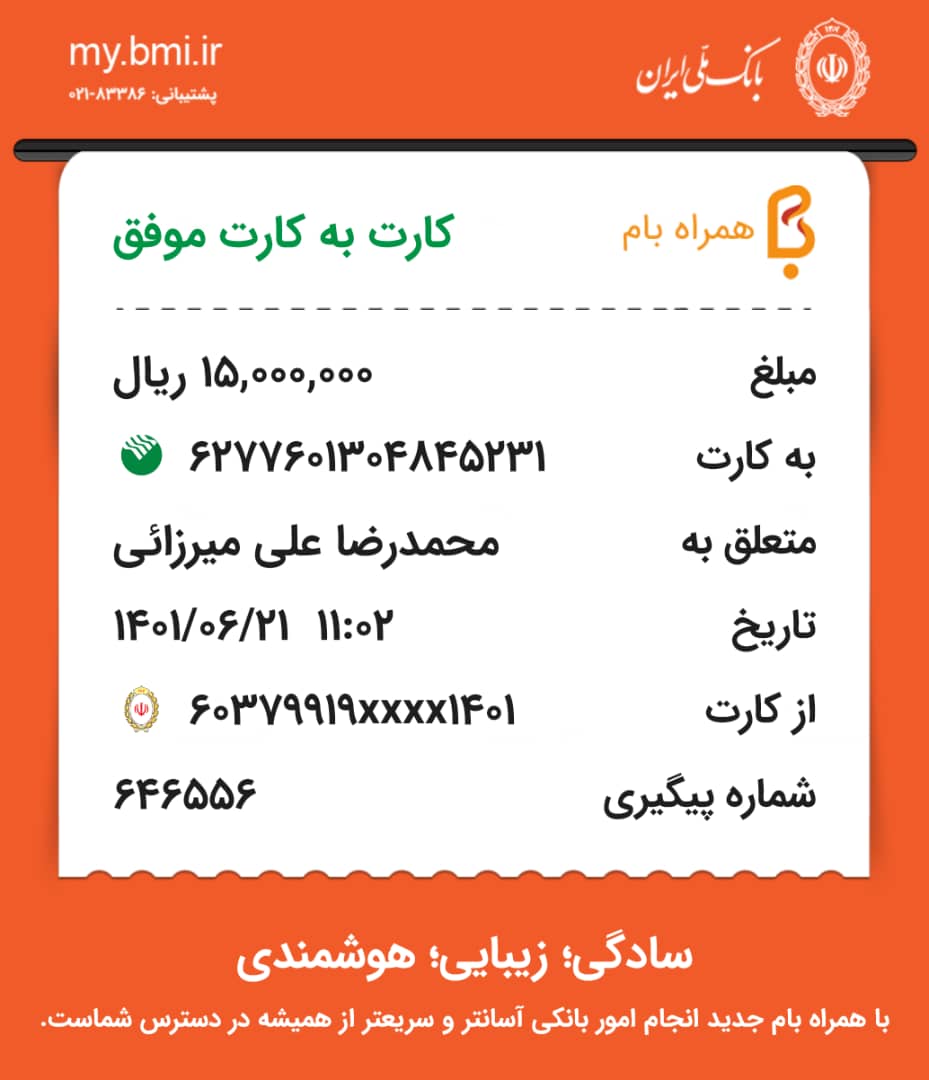 بانک ملّی ایران
my.bmi.ir
پشتیبانی: ۸۳۳۸۶-۰۲۱
همراه بام
کارت به کارت موفق
مبلغ ۱۵,۰۰۰,۰۰۰ ریال
به کارت ۶۲۷۷۶۰۱۳۰۴۸۴۵۲۳۱
متعلق به محمدرضا علی میرزائی
تاریخ ۱۴۰۱/۰۶/۲۱ ۱۱:۰۲
از کارت ۶۰۳۷۹۹۱۹xxxx۱۴۰۱
شماره پیگیری ۶۴۶۵۵۶
سادگی؛ زیبایی؛ هوشمندی
با همراه بام جدید انجام امور بانکی آسانتر و سریعتر از همیشه در دسترس شماست.